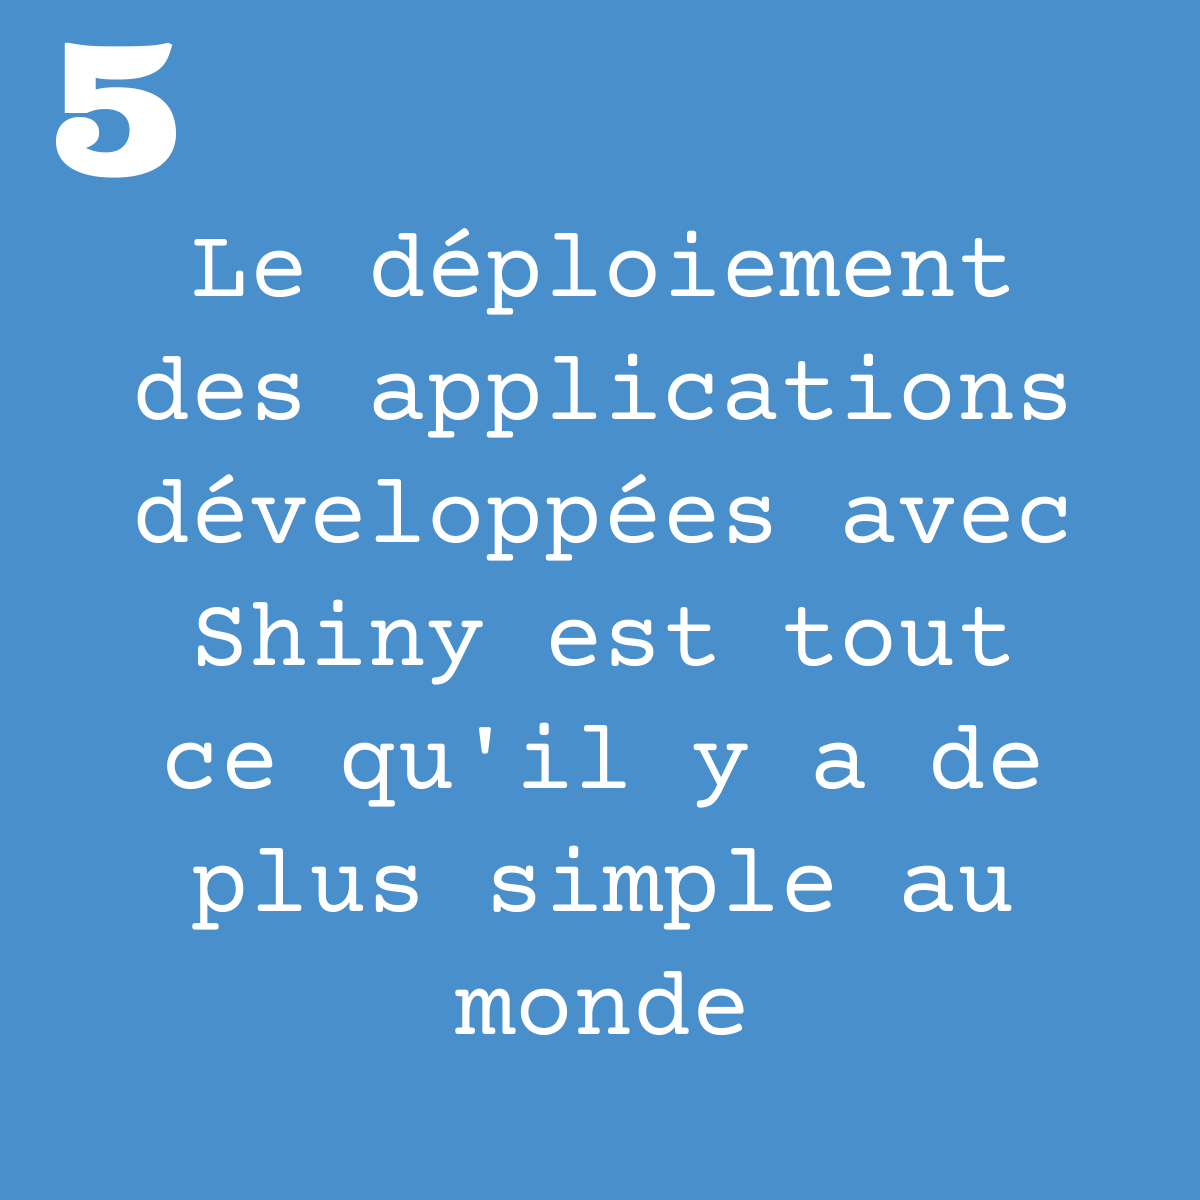 5
Le déploiement
des applications
développées avec
Shiny est tout
ce qu'il y a de
plus simple au
monde